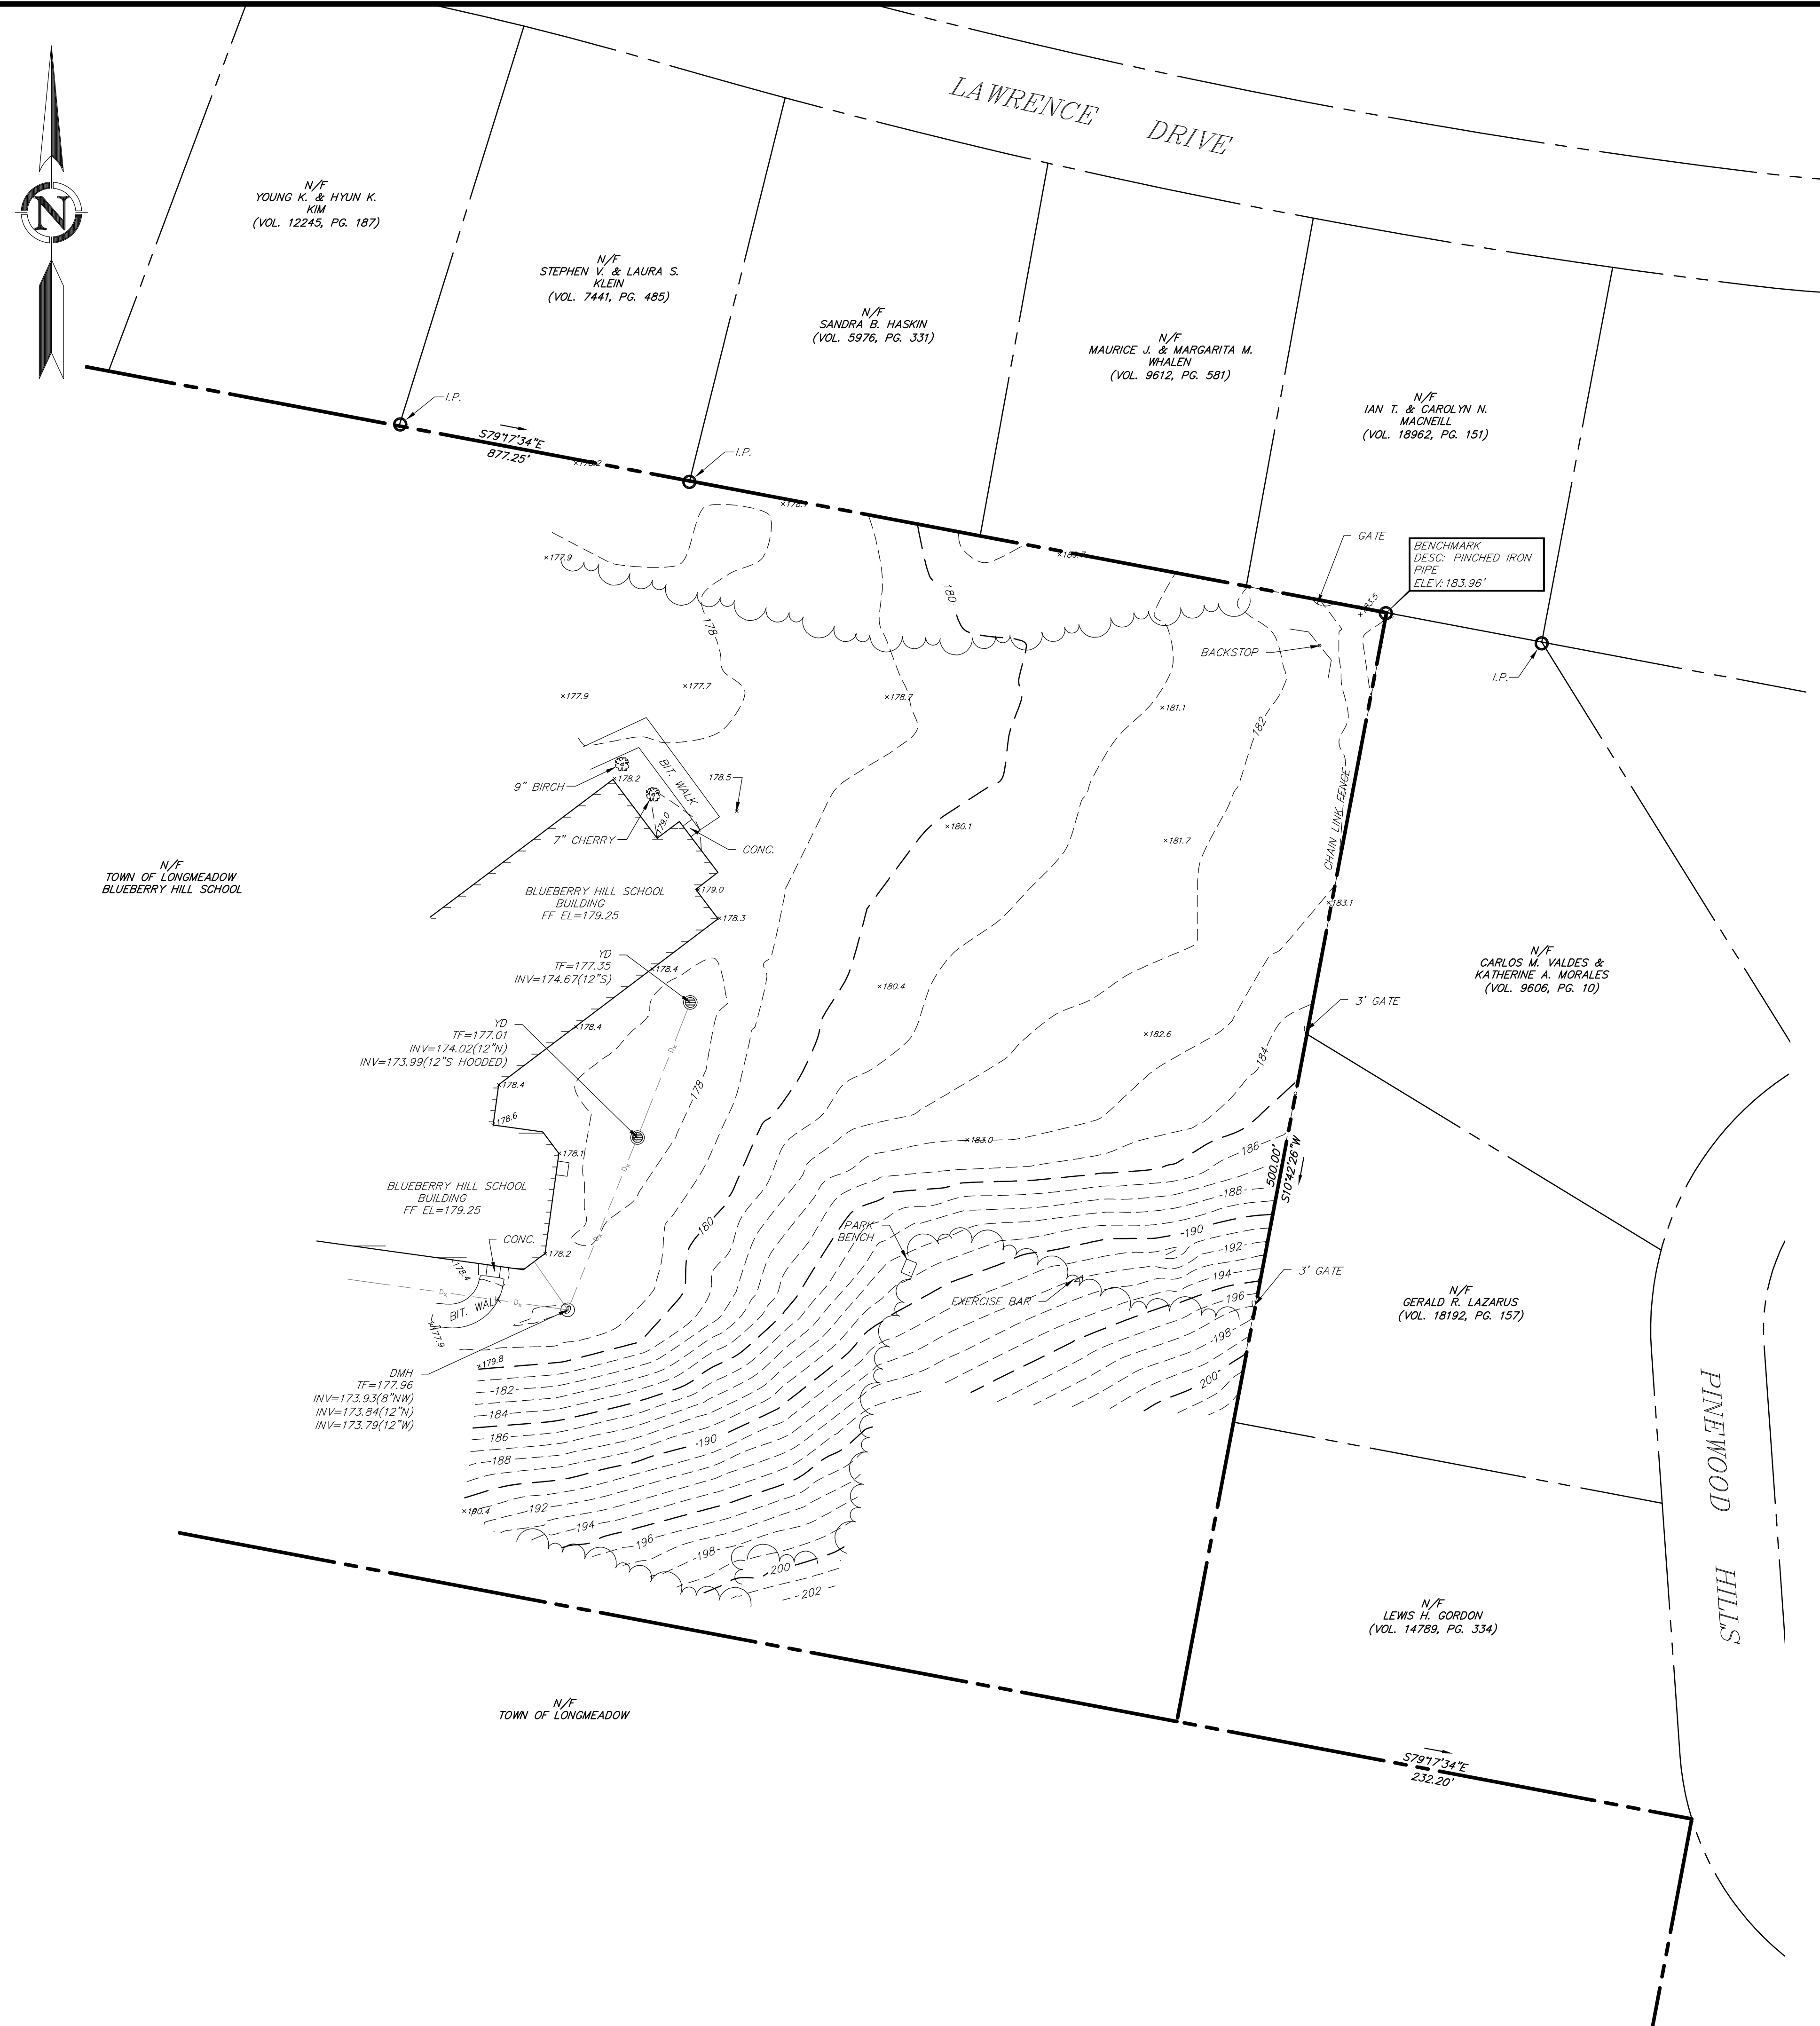 LAWRENCE DRIVE
N
N/F
YOUNG K. & HYUN K.
KIM
(VOL. 12245, PG. 187)
N/F
STEPHEN V. & LAURA S.
KLEIN
(VOL. 7441, PG. 485)
N/F
SANDRA B. HASKIN
(VOL. 5976, PG. 331)
N/F
MAURICE J. & MARGARITA M.
WHALEN
(VOL. 9612, PG. 581)
N/F
IAN T. & CAROLYN N.
MACNEILL
(VOL. 18962, PG. 151)
I.P.
S79°17'34"E
877.25'
×178.2
I.P.
×178.1
×177.9
180
×180.7
GATE
BENCHMARK
DESC: PINCHED IRON
PIPE
ELEV: 183.96'
×183.5
178
BACKSTOP
I.P.
×177.9
×177.7
×178.7
×181.1
182
9" BIRCH
×178.2
BIT. WALK
178.5
7" CHERRY
×179.0
CONC.
×180.1
×181.7
CHAIN LINK FENCE
N/F
TOWN OF LONGMEADOW
BLUEBERRY HILL SCHOOL
BLUEBERRY HILL SCHOOL
BUILDING
FF EL=179.25
×179.0
×178.3
×183.1
YD
TF=177.35
INV=174.67(12"S)
×178.4
×180.4
N/F
CARLOS M. VALDES &
KATHERINE A. MORALES
(VOL. 9606, PG. 10)
3' GATE
YD
TF=177.01
INV=174.02(12"N)
INV=173.99(12"S HOODED)
×178.4
×182.6
184
×178.4
178
×178.6
×178.1
×183.0
186
500.00'
S10°42'26"W
BLUEBERRY HILL SCHOOL
BUILDING
FF EL=179.25
188
180
PARK
BENCH
190
CONC.
×178.2
192
×178.4
194
3' GATE
BIT. WALK
EXERCISE BAR
196
N/F
GERALD R. LAZARUS
(VOL. 18192, PG. 157)
×177.9
198
×179.8
DMH
TF=177.96
INV=173.93(8"NW)
INV=173.84(12"N)
INV=173.79(12"W)
182
200
184
186
190
188
PINEWOOD HILLS
×190.4
192
194
196
198
200
202
N/F
LEWIS H. GORDON
(VOL. 14789, PG. 334)
N/F
TOWN OF LONGMEADOW
S79°17'34"E
232.20'